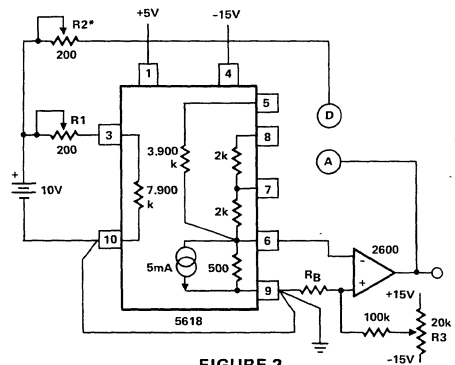 +5V
-15V
R2*
200
1
4
R1
200
3
5
D
8
3.900
k
2k
A
7
7.900
k
2k
10V
10
6
2600
5mA
500
-
+
9
RB
+15V
5618
100k
20k
R3
-15V
FIGURE 2